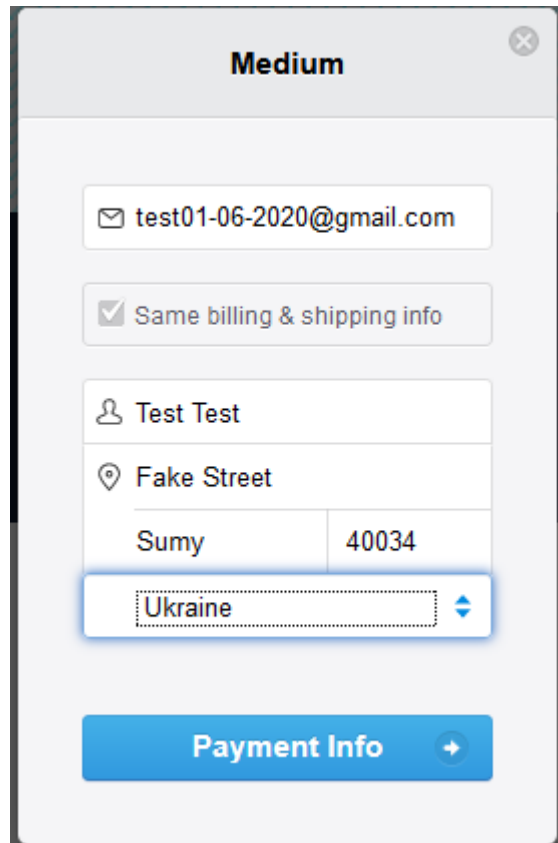 Medium
test01-06-2020@gmail.com
Same billing & shipping info
Test Test
Fake Street
Sumy 40034
Ukraine
Payment Info